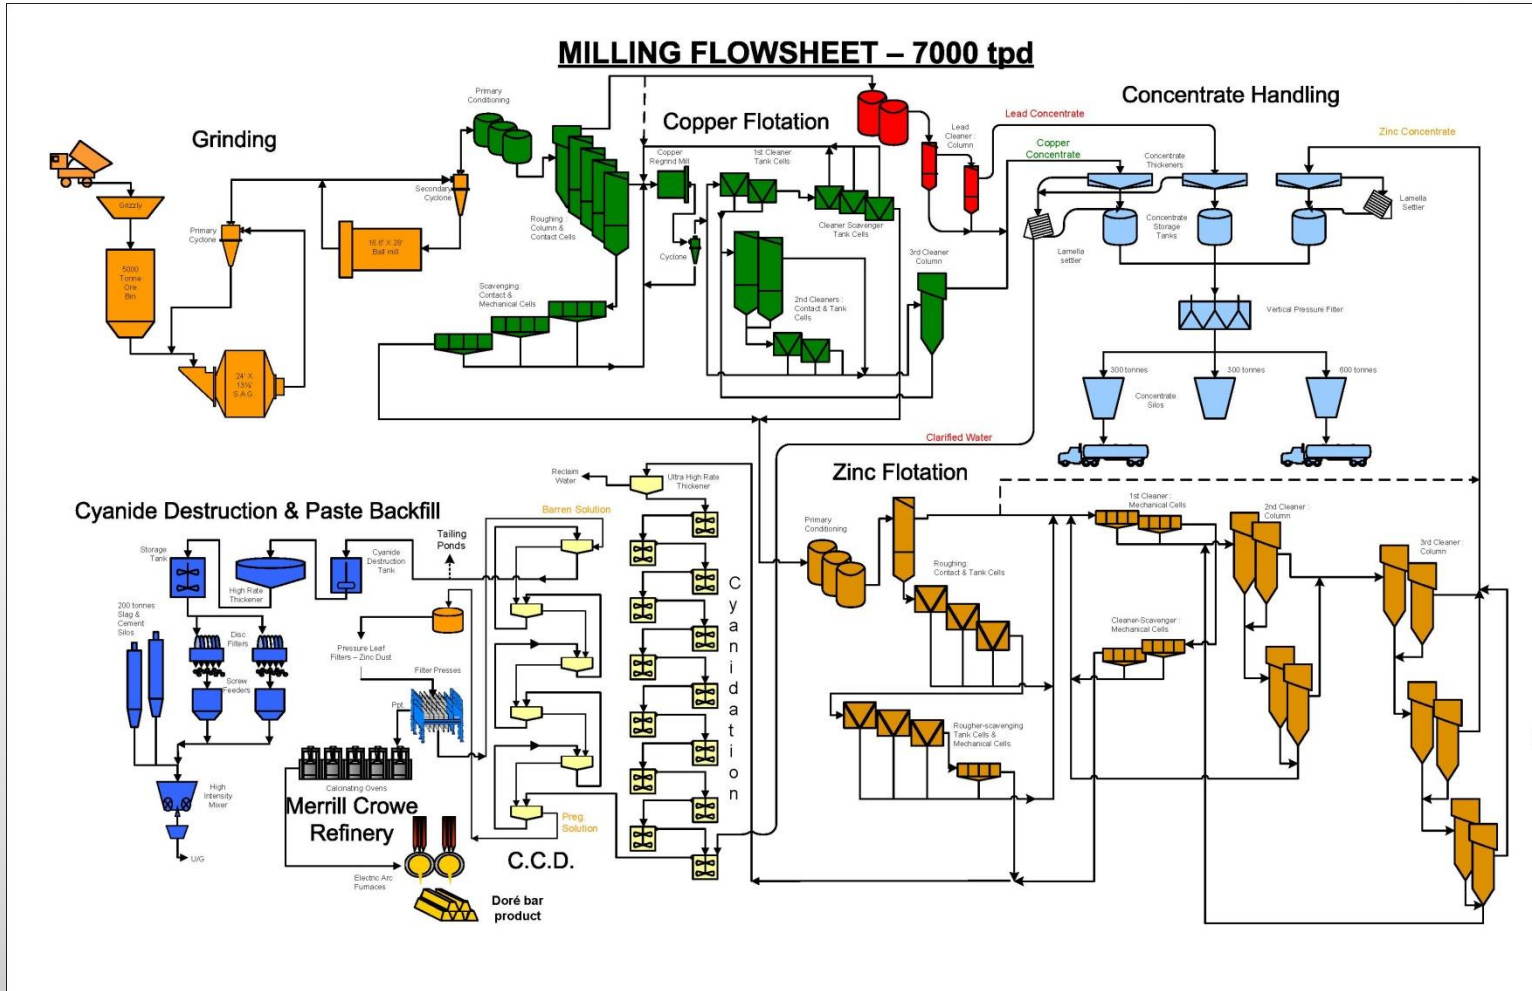 MILLING FLOWSHEET – 7000 tpd
Grinding
Grizzly
5000
Tonne
Ore
Bin
Primary
Cyclone
16.6' X 28'
Ball mill
Secondary
Cyclone
24' X
S.A.G.
Primary
Conditioning
Roughing :
Column &
Contact Cells
Scavenging: Contact &
Mechanical Cells
Copper Flotation
Copper
Regrind Mill
Cyclone
1st Cleaner
Tank Cells
Cleaner Scavenger
Tank Cells
2nd Cleaners :
Contact & Tank
Cells
3rd Cleaner
Column
Lead
Cleaner :
Column
Concentrate Handling
Lead Concentrate
Copper
Concentrate
Zinc Concentrate
Concentrate
Thickeners
Lamella
Settler
Concentrate
Storage
Tanks
Lamella
settler
Vertical Pressure Filter
300 tonnes
300 tonnes
600 tonnes
Concentrate
Silos
Clarified Water
Zinc Flotation
Primary
Conditioning
Roughing:
Contact & Tank Cells
Rougher-scavenging
Tank Cells &
Mechanical Cells
1st Cleaner :
Mechanical Cells
2nd Cleaner :
Column
3rd Cleaner :
Column
Cleaner-Scavenger :
Mechanical Cells
Cyanide Destruction & Paste Backfill
Storage
Tank
High Rate
Thickener
Cyanide
Destruction
Tank
Tailing
Ponds
200 tonnes
Slag &
Cement
Silos
Disc
Filters
Screw
Feeders
High
Intensity
Mixer
U/G
Reclaim
Water
Ultra High Rate
Thickener
Barren Solution
Pressure Leaf
Filters – Zinc Dust
Filter Presses
Ppt.
Calcinating Ovens
Merrill Crowe
Refinery
Electric Arc
Furnaces
Doré bar
product
Preg.
Solution
C.C.D.
Cyanidation